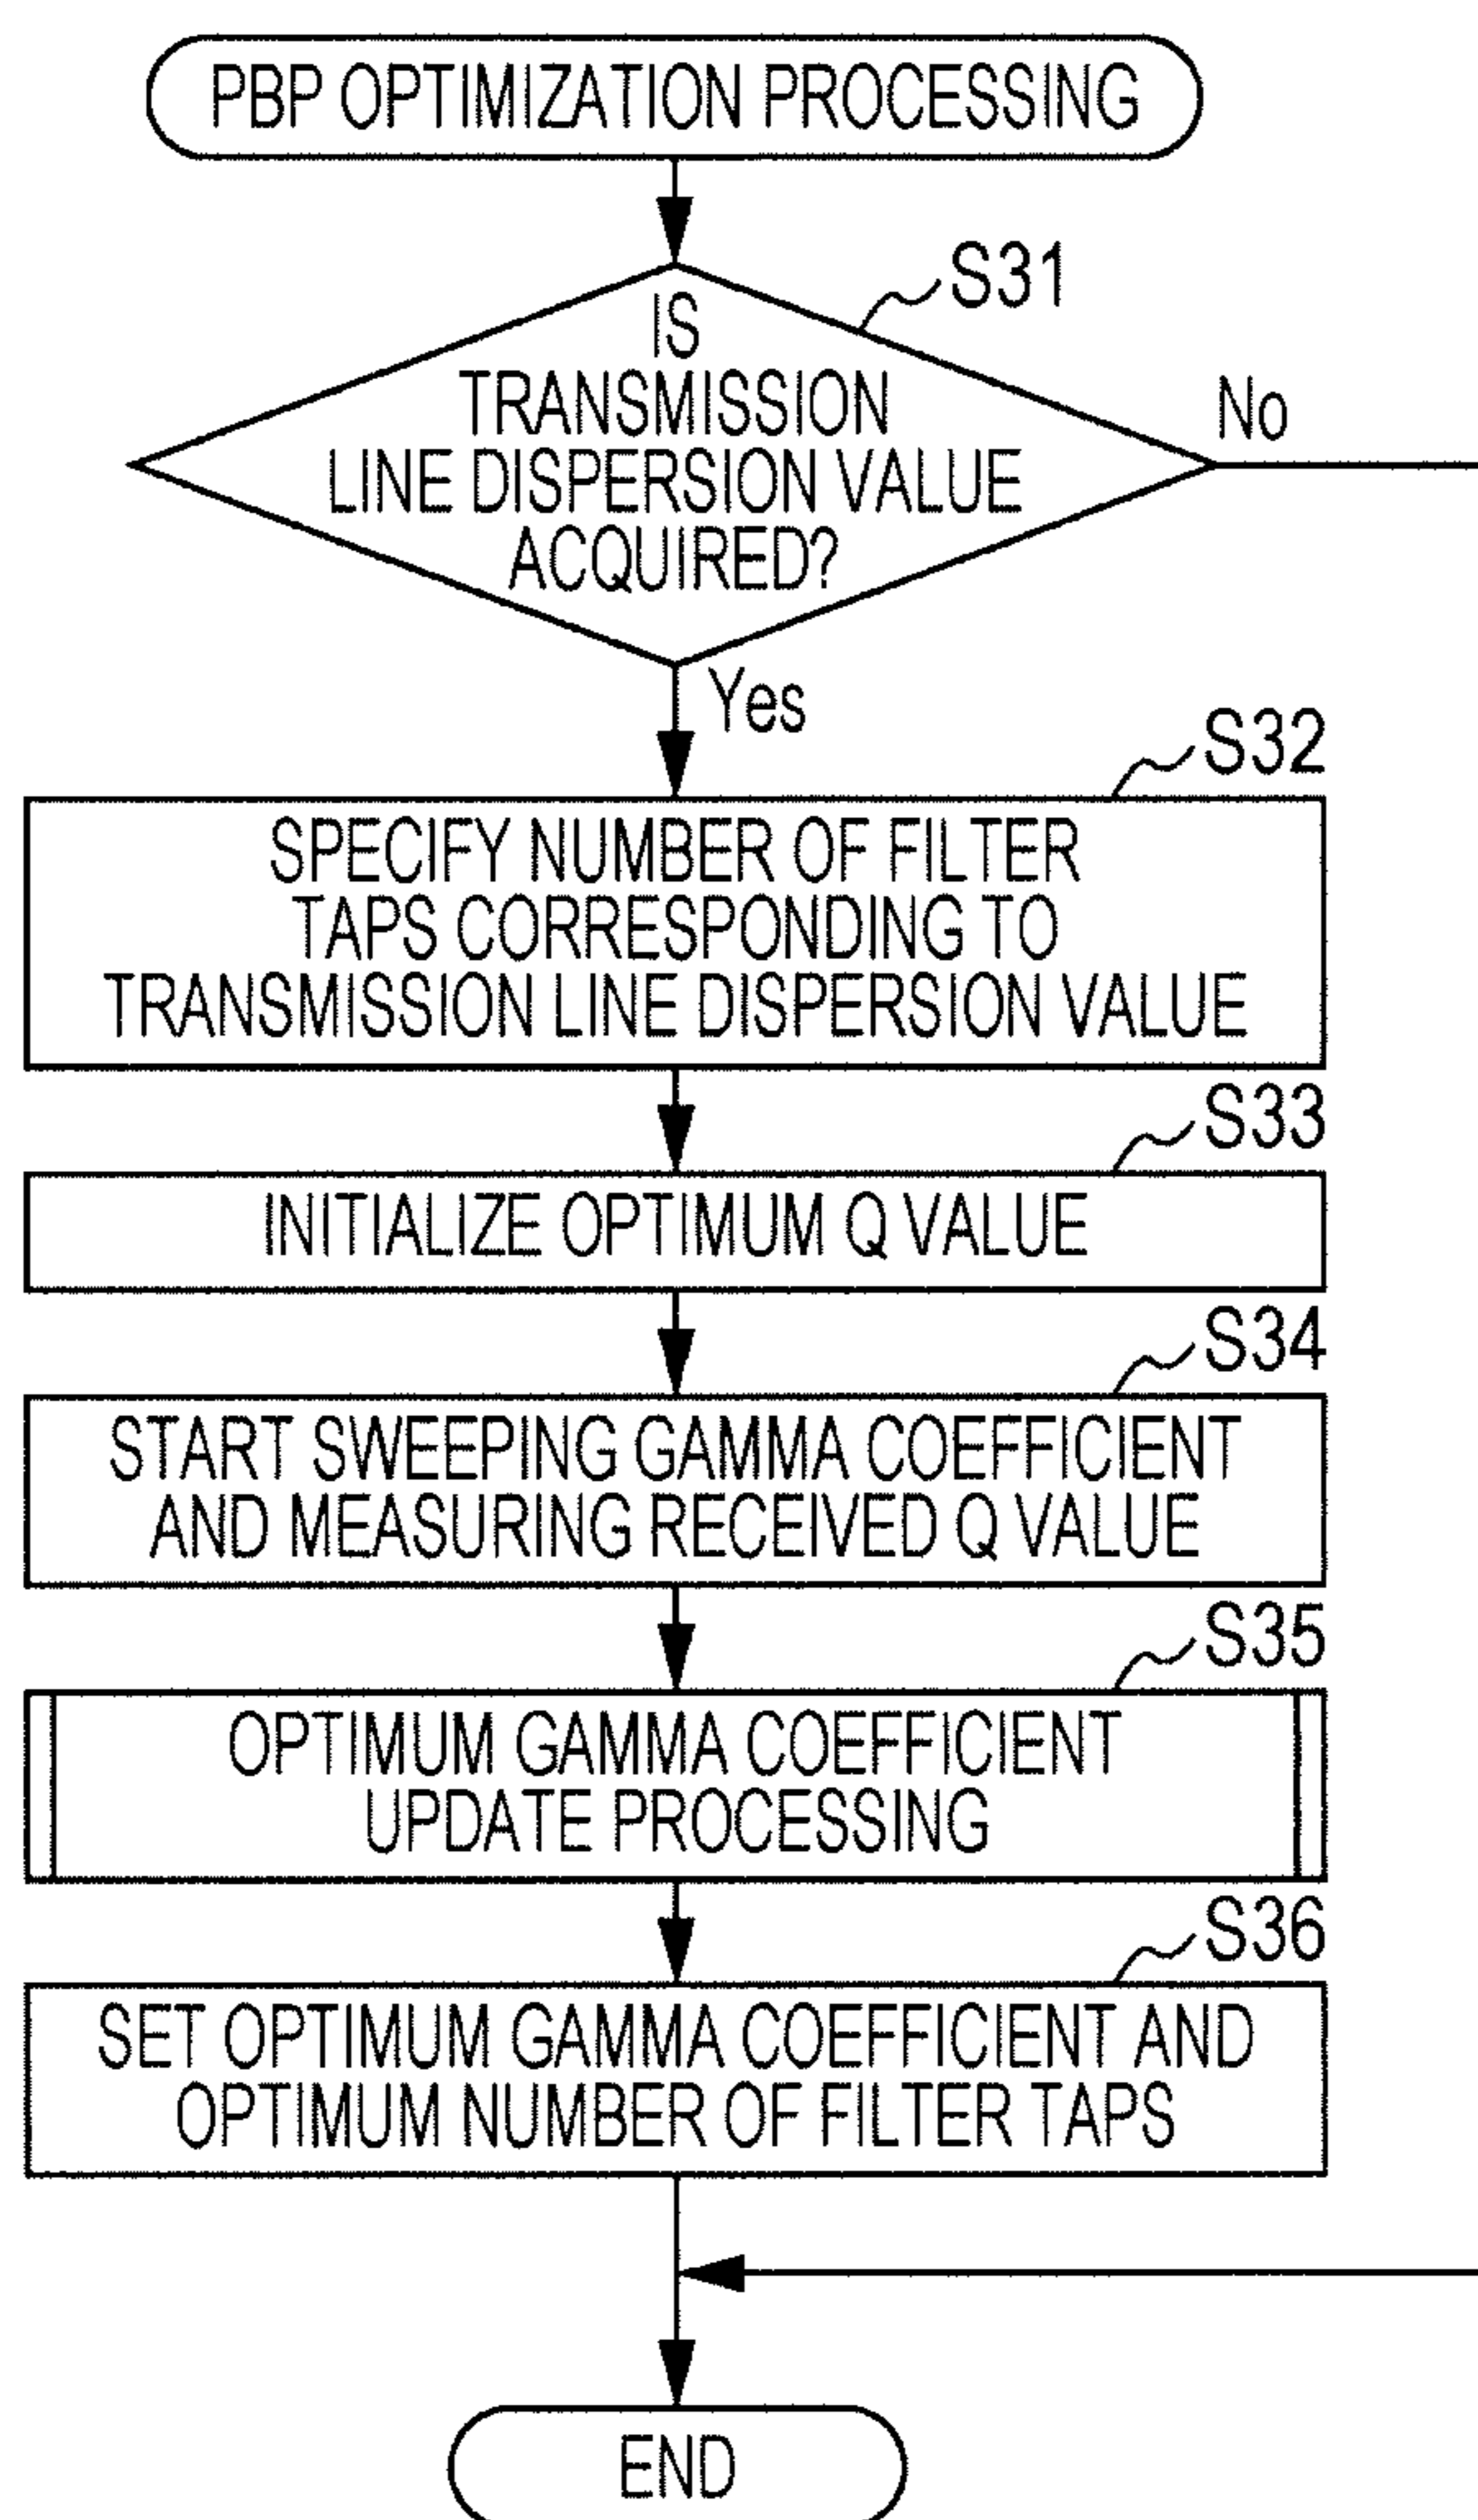 PBP OPTIMIZATION PROCESSING
S31
IS
TRANSMISSION
LINE DISPERSION VALUE
ACQUIRED?
No
Yes
S32
SPECIFY NUMBER OF FILTER
TAPS CORRESPONDING TO
TRANSMISSION LINE DISPERSION VALUE
S33
INITIALIZE OPTIMUM Q VALUE
S34
START SWEEPING GAMMA COEFFICIENT
AND MEASURING RECEIVED Q VALUE
S35
OPTIMUM GAMMA COEFFICIENT
UPDATE PROCESSING
S36
SET OPTIMUM GAMMA COEFFICIENT AND
OPTIMUM NUMBER OF FILTER TAPS
END